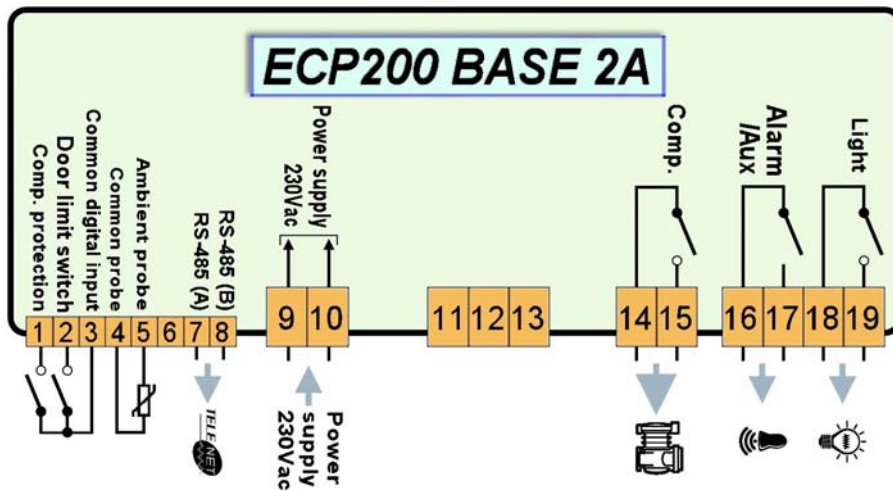 ECP200 BASE 2A
Comp. protection
Door limit switch
Common digital input
Common probe
Ambient probe
RS-485 (A)
RS-485 (B)
Power supply
230Vac
Comp.
Alarm
/Aux
Light
1 2 3 4 5 6 7 8 9 10 11 12 13 14 15 16 17 18 19
TELENET
Power
supply
230Vac